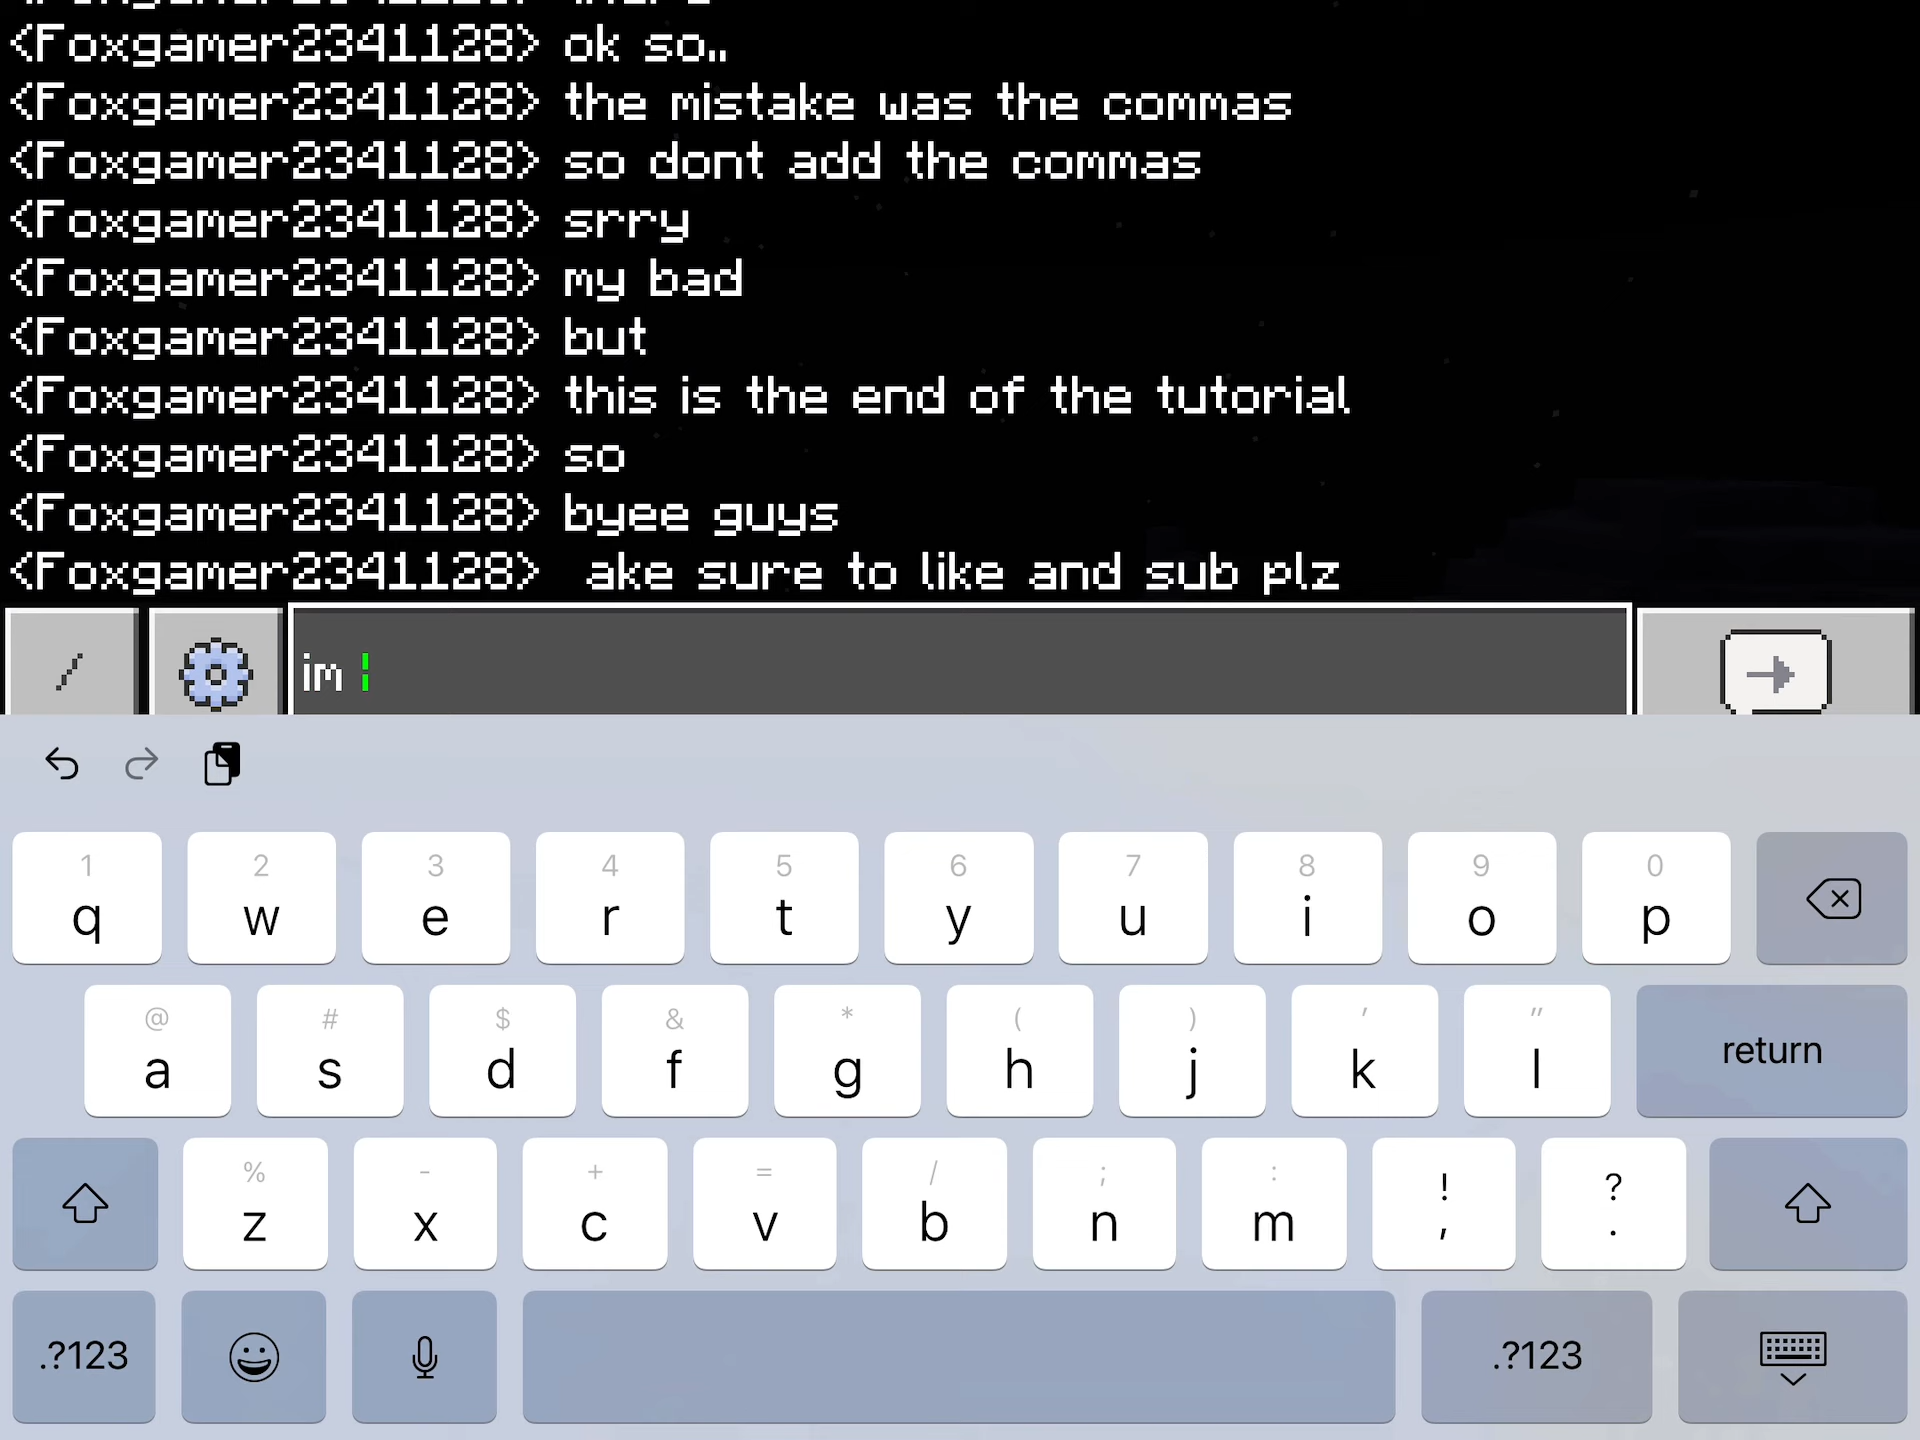 <Foxgamer2341128> ok so..
<Foxgamer2341128> the mistake was the commas
<Foxgamer2341128> so dont add the commas
<Foxgamer2341128> srry
<Foxgamer2341128> my bad
<Foxgamer2341128> but
<Foxgamer2341128> this is the end of the tutorial
<Foxgamer2341128> so
<Foxgamer2341128> byee guys
<Foxgamer2341128>  ake sure to like and sub plz
/ im
1 2 3 4 5 6 7 8 9 0
q w e r t y u i o p
@ # $ & * ( ) ' "
a s d f g h j k l return
% - + = / ; : ! ?
z x c v b n m , .
.?123 .?123